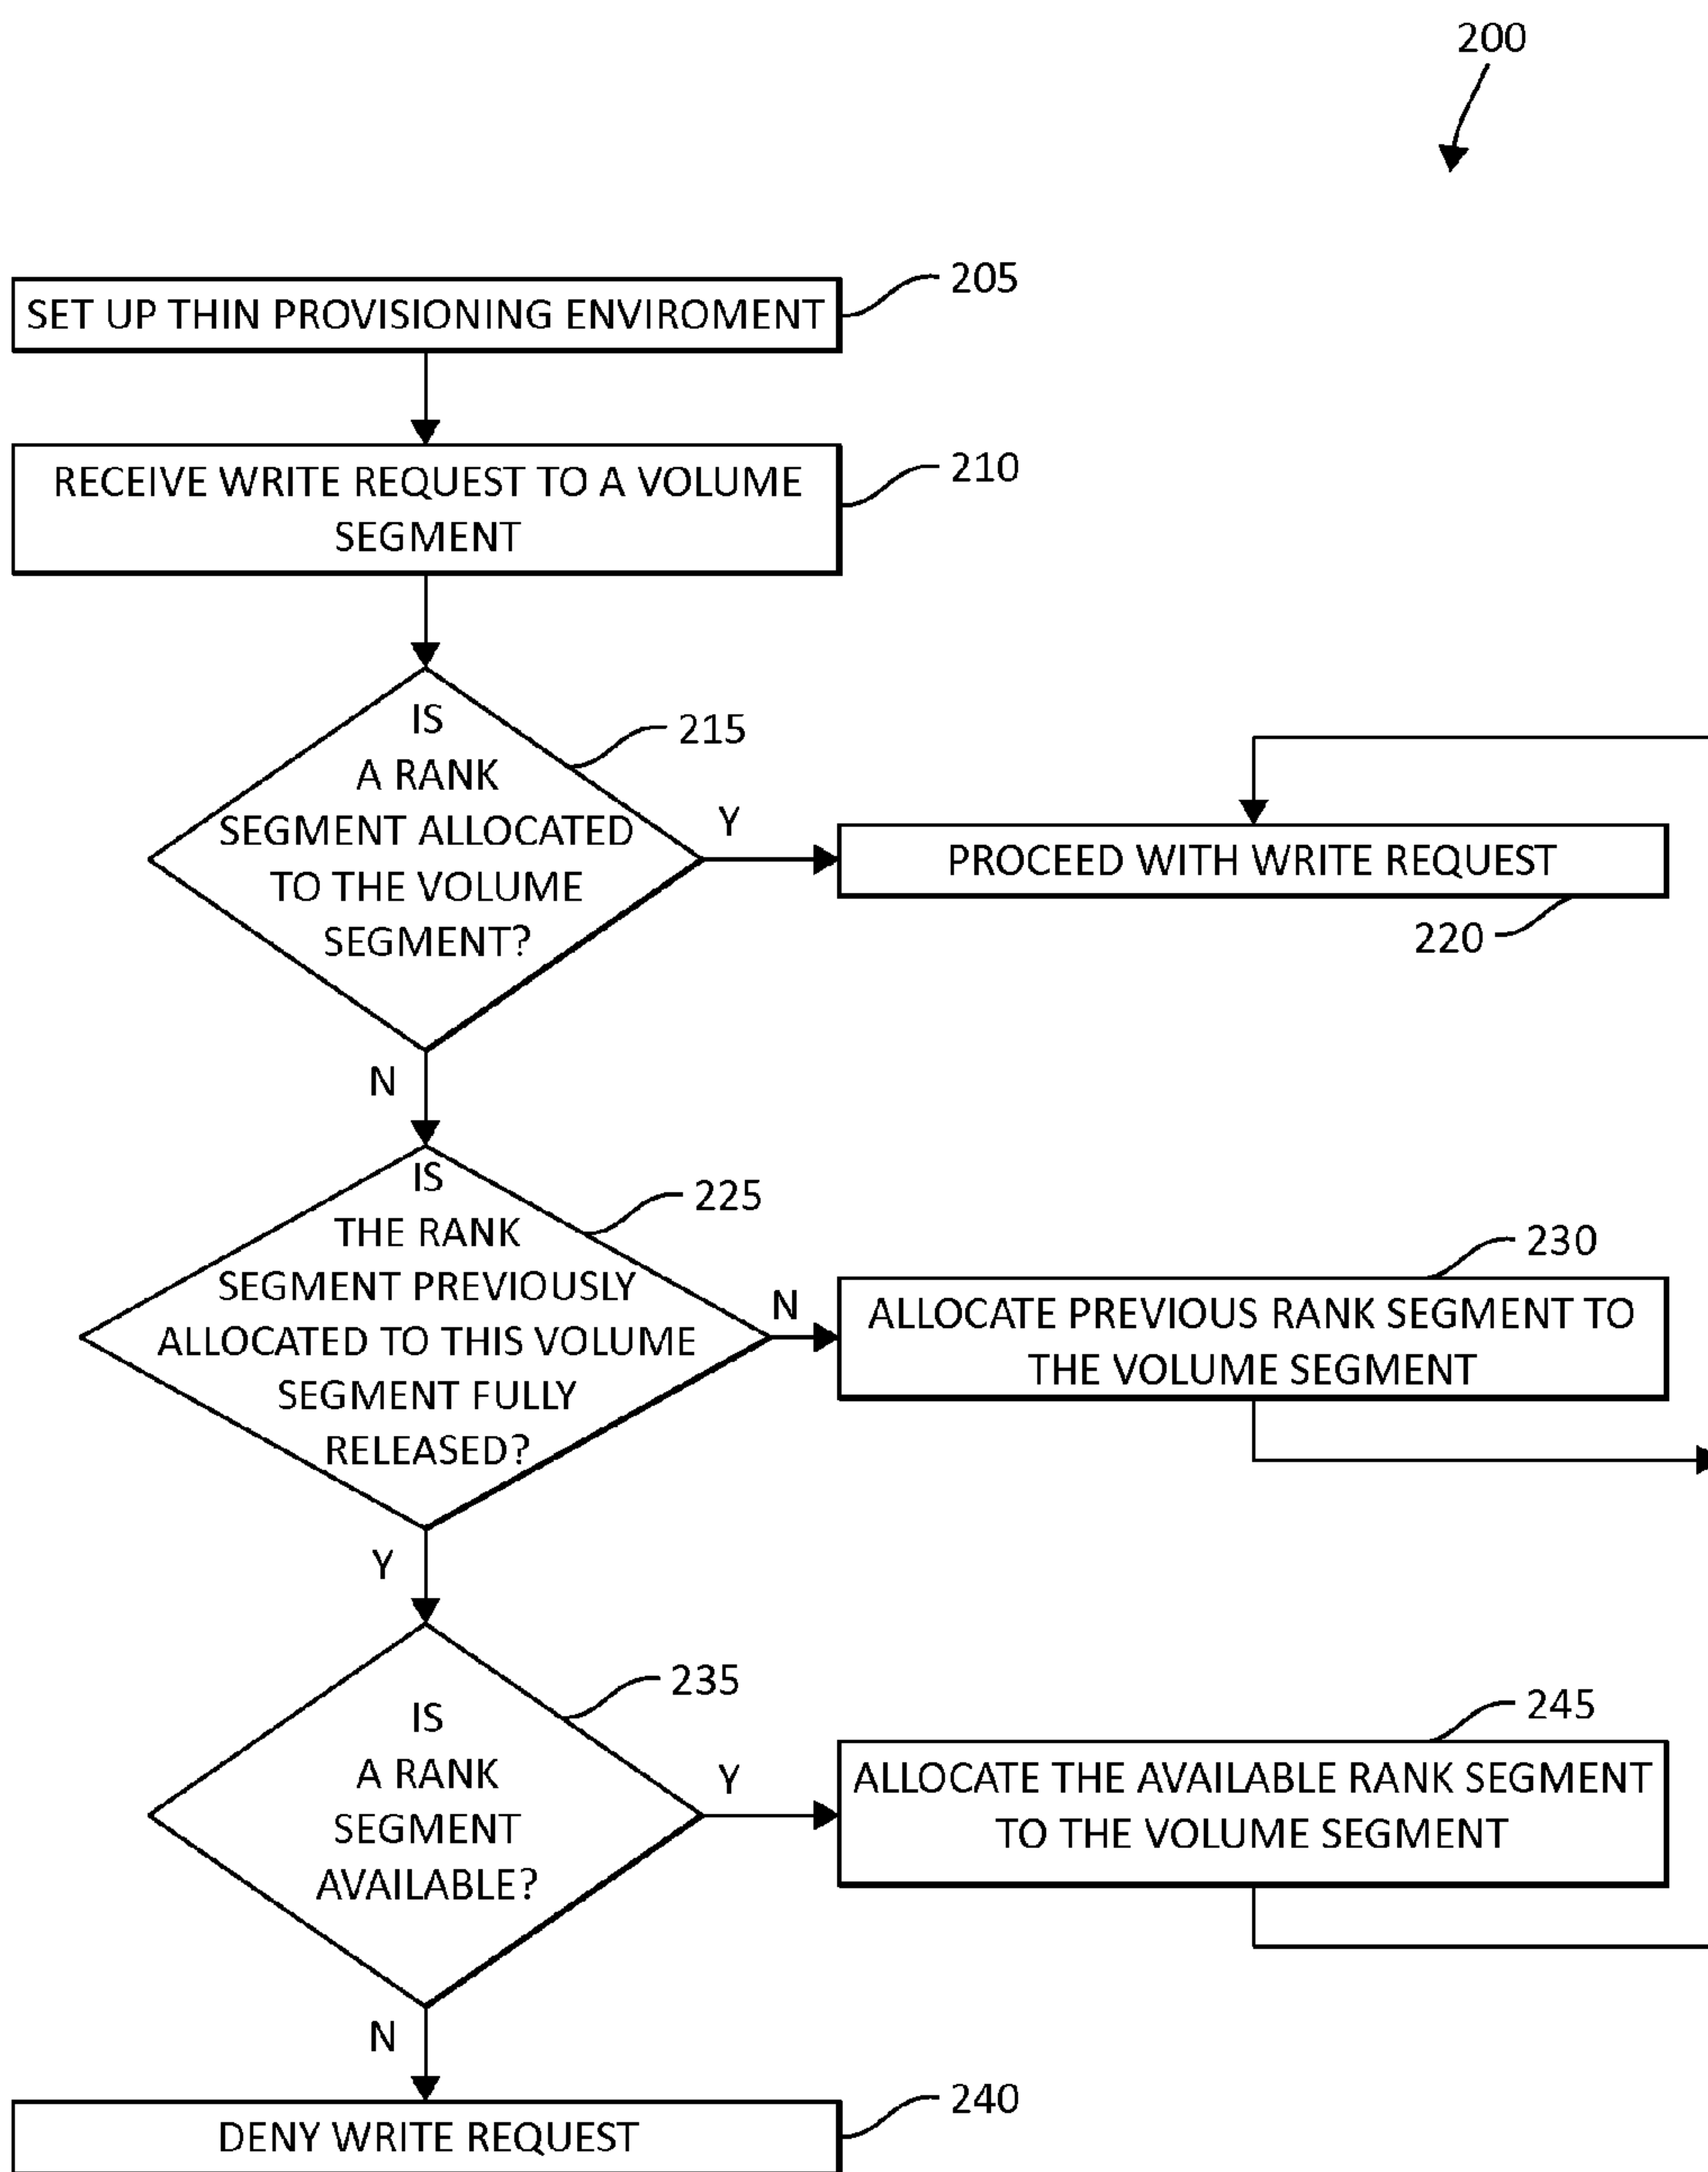 200
SET UP THIN PROVISIONING ENVIROMENT
205
RECEIVE WRITE REQUEST TO A VOLUME
SEGMENT
210
IS
A RANK
SEGMENT ALLOCATED
TO THE VOLUME
SEGMENT?
215
Y
PROCEED WITH WRITE REQUEST
220
N
IS
THE RANK
SEGMENT PREVIOUSLY
ALLOCATED TO THIS VOLUME
SEGMENT FULLY
RELEASED?
225
N
230
ALLOCATE PREVIOUS RANK SEGMENT TO
THE VOLUME SEGMENT
Y
IS
A RANK
SEGMENT
AVAILABLE?
235
Y
245
ALLOCATE THE AVAILABLE RANK SEGMENT
TO THE VOLUME SEGMENT
N
DENY WRITE REQUEST
240